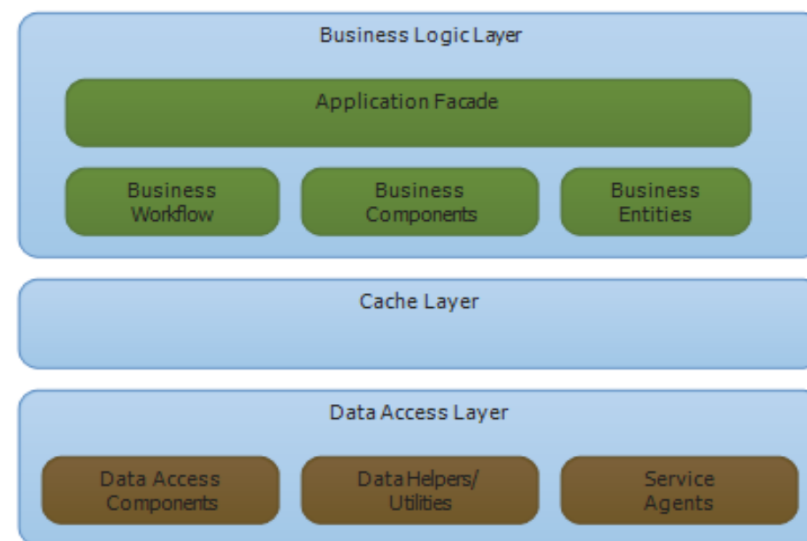 Business Logic Layer
Application Facade
Business
Workflow
Business
Components
Business
Entities
Cache Layer
Data Access Layer
Data Access
Components
Data Helpers/
Utilities
Service
Agents